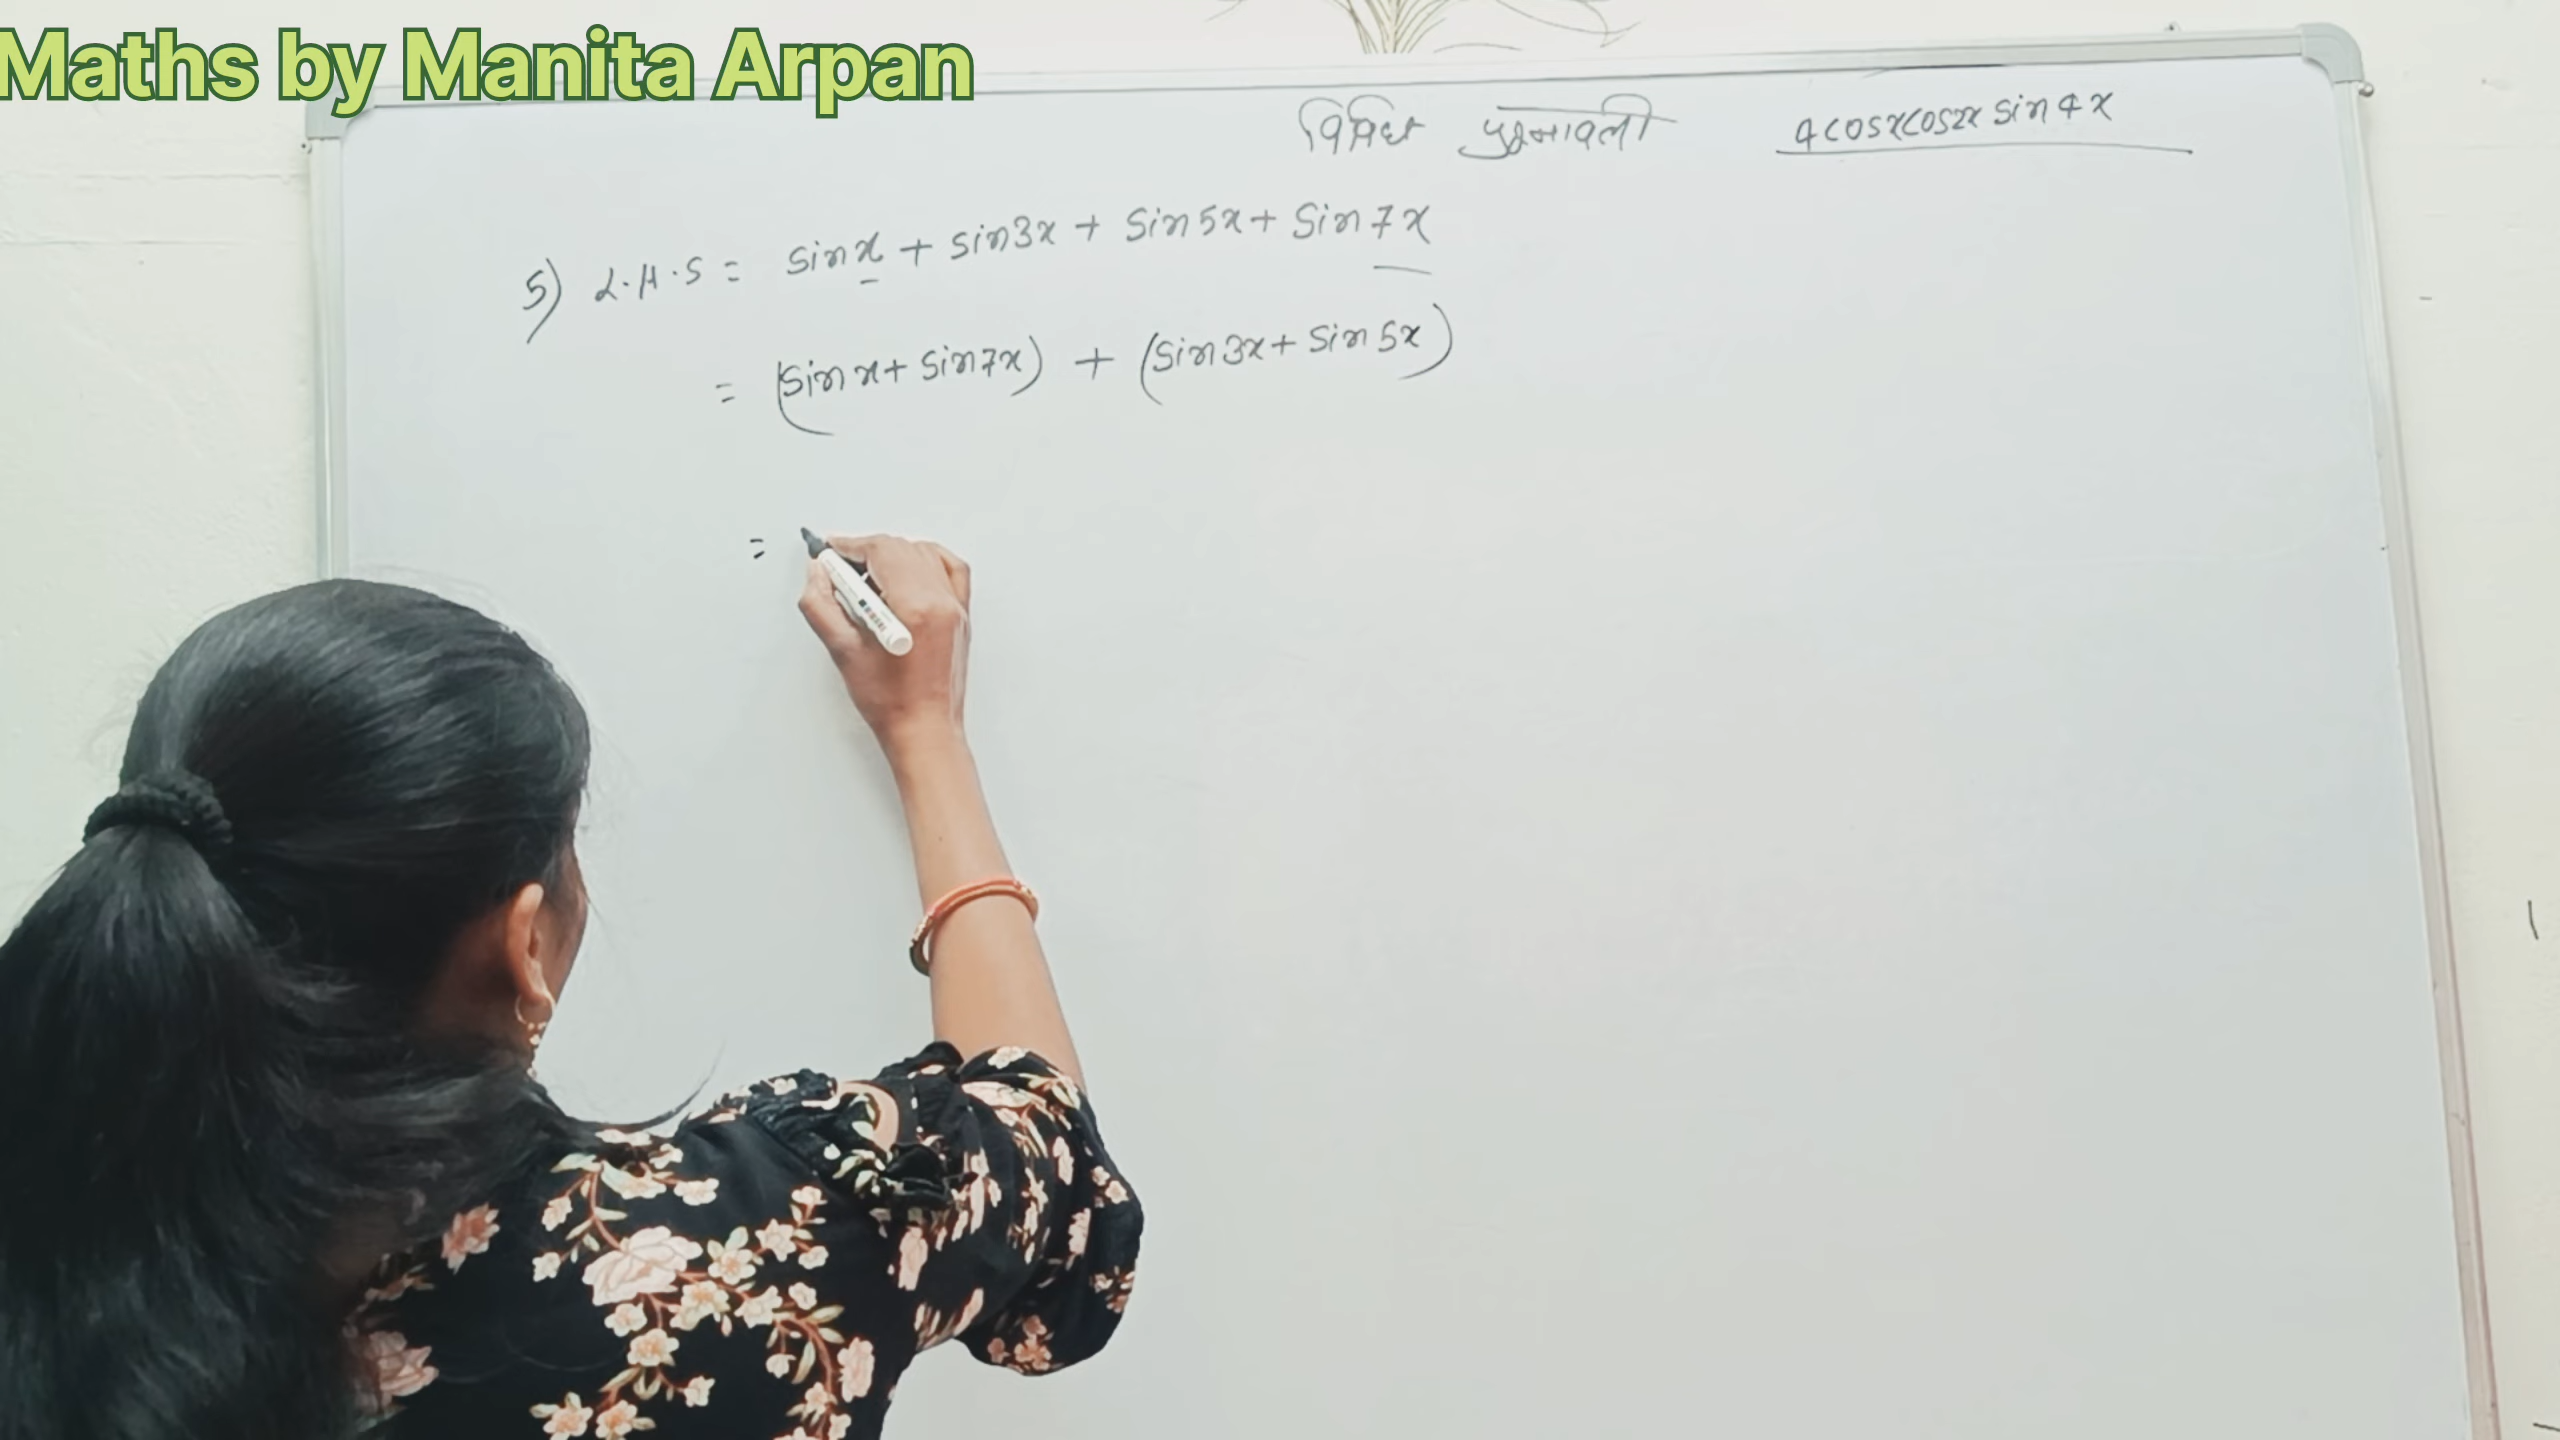 Maths by Manita Arpan
विविध प्रश्नावली 4cosxcos2x sin4x
5) L.H.S = sinx + sin3x + sin5x + sin7x
= (sinx + sin7x) + (sin3x + sin5x)
=